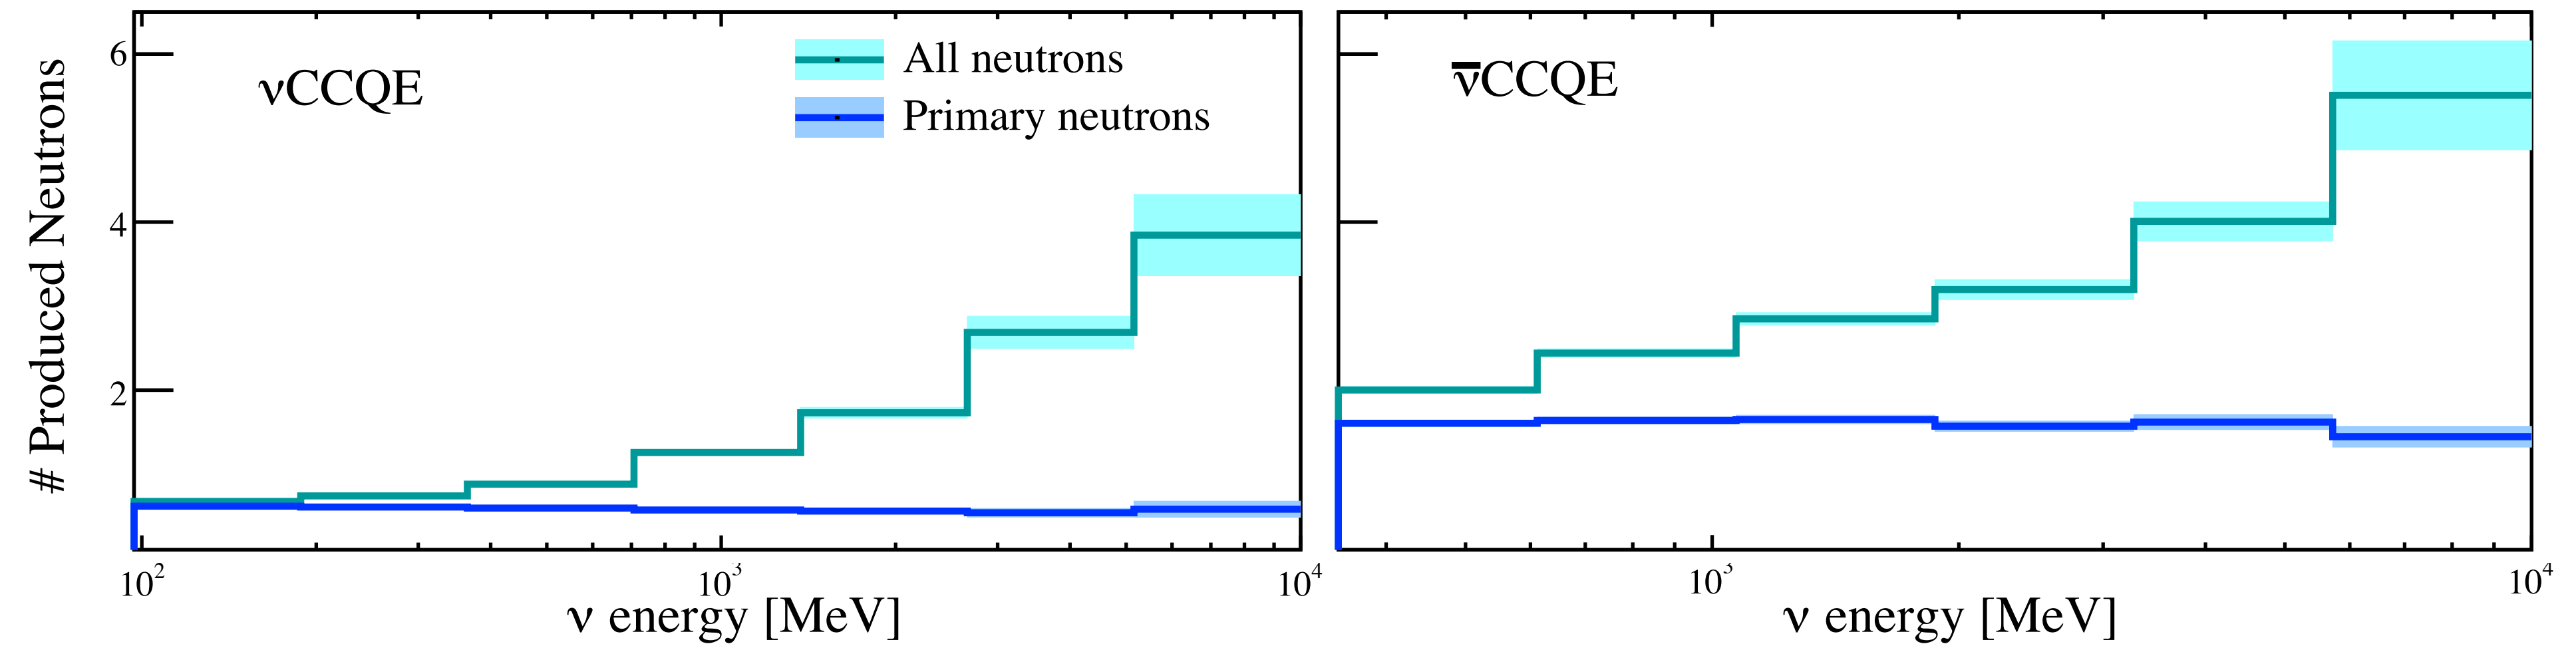 # Produced Neutrons
6
4
2
νCCQE
All neutrons
Primary neutrons
10²
10³
10⁴
ν energy [MeV]
ν̅CCQE
10³
10⁴
ν energy [MeV]